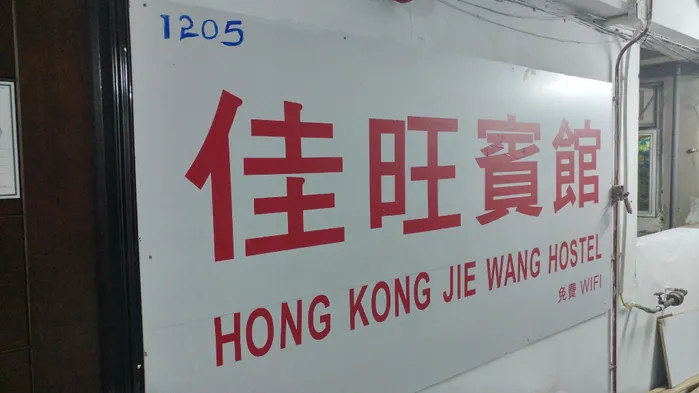 1205
佳旺賓館
HONG KONG JIE WANG HOSTEL
免費 WIFI